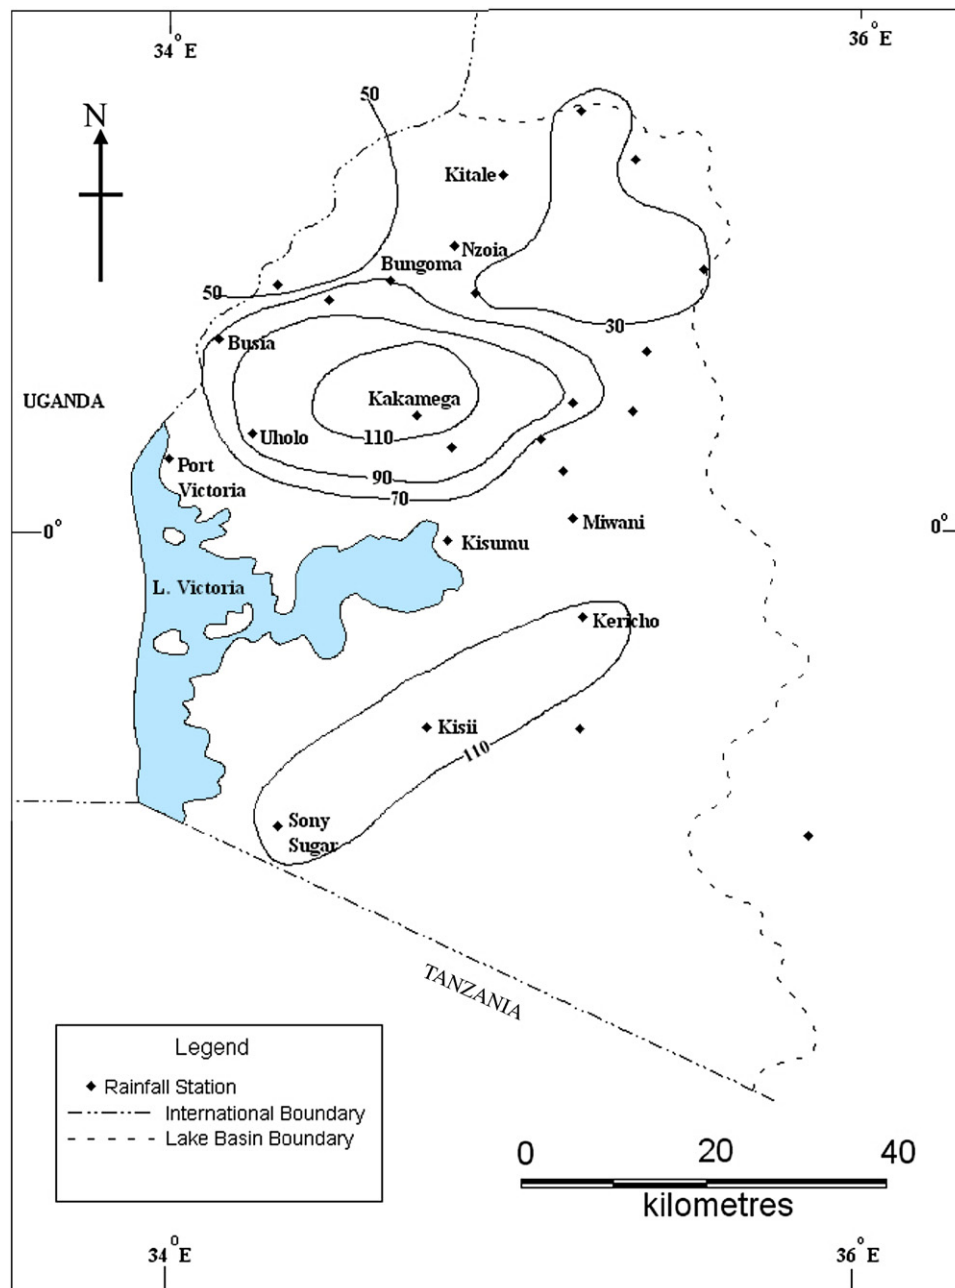 34°E
36°E
N
50
Kitale
Nzoia
Bungoma
50
30
Busia
UGANDA
Kakamega
Uholo
110
Port
Victoria
90
70
0°
Miwani
0°
Kisumu
L. Victoria
Kericho
Kisii
110
Sony
Sugar
TANZANIA
Legend
Rainfall Station
International Boundary
Lake Basin Boundary
0 20 40
kilometres
34°E
36°E